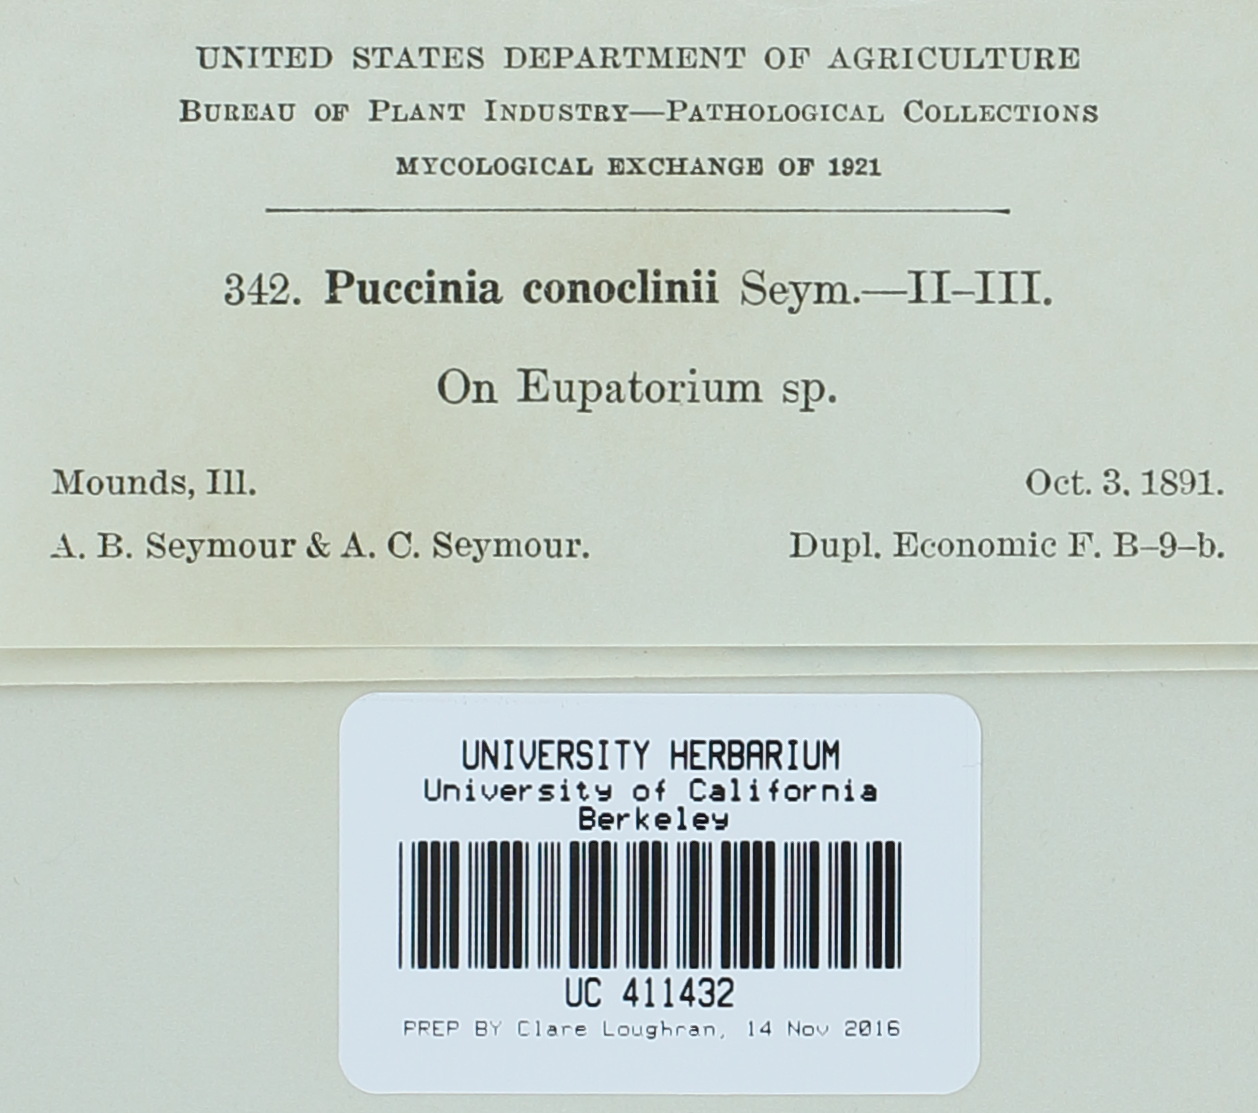 UNITED STATES DEPARTMENT OF AGRICULTURE
BUREAU OF PLANT INDUSTRY—PATHOLOGICAL COLLECTIONS
MYCOLOGICAL EXCHANGE OF 1921
342. Puccinia conoclinii Seym.—II–III.
On Eupatorium sp.
Mounds, Ill. Oct. 3, 1891.
A. B. Seymour & A. C. Seymour. Dupl. Economic F. B–9–b.
UNIVERSITY HERBARIUM
University of California
Berkeley
UC 411432
PREP BY Clare Loughran, 14 Nov 2016